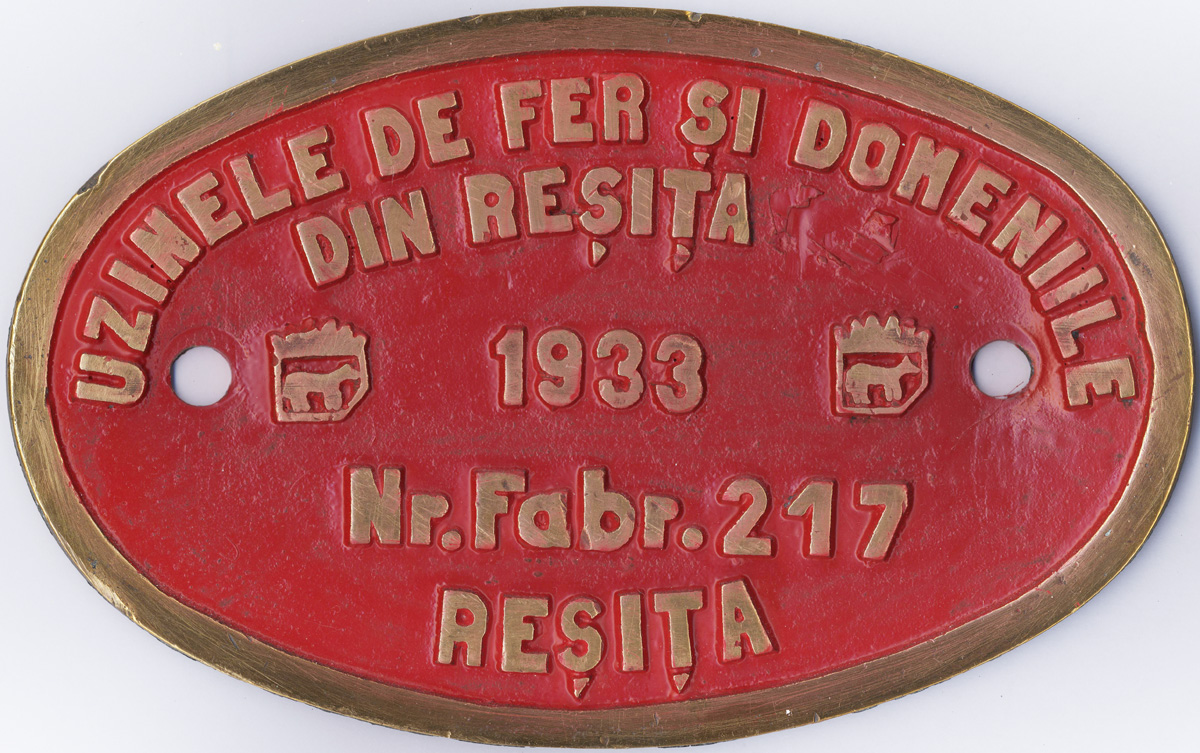 UZINELE DE FER ȘI DOMENIILE
DIN REȘIȚA
1933
Nr. Fabr. 217
REȘIȚA